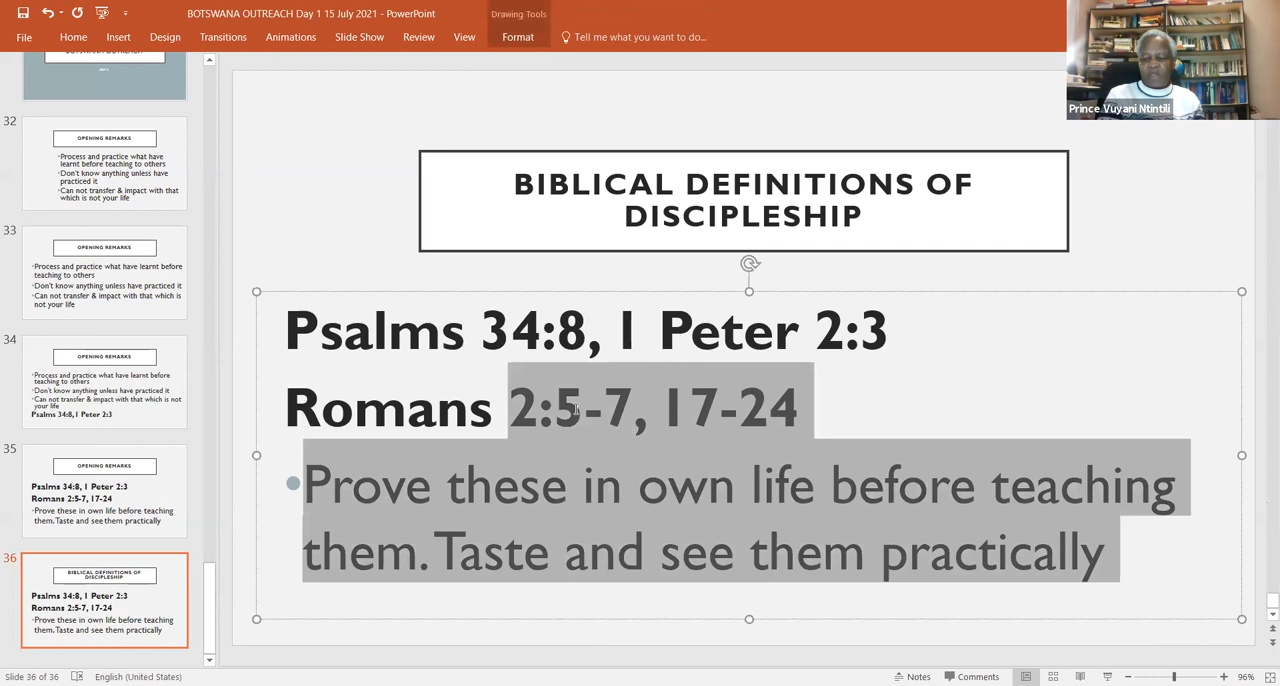 BOTSWANA OUTREACH Day 1 15 July 2021 - PowerPoint
Drawing Tools
File
Home
Insert
Design
Transitions
Animations
Slide Show
Review
View
Format
Tell me what you want to do...
Prince Vuyani Ntintili
32
OPENING REMARKS
Process and practice what have
learnt before teaching to others
Don't know anything unless have
practiced it
Can not transfer & impact with that
which is not your life
33
OPENING REMARKS
Process and practice what have learnt before
teaching to others
Don't know anything unless have practiced it
Can not transfer & impact with that which is
not your life
34
OPENING REMARKS
Process and practice what have learnt before
teaching to others
Don't know anything unless have practiced it
Can not transfer & impact with that which is not
your life
Psalms 34:8, 1 Peter 2:3
35
OPENING REMARKS
Psalms 34:8, 1 Peter 2:3
Romans 2:5-7, 17-24
Prove these in own life before teaching
them. Taste and see them practically
36
BIBLICAL DEFINITIONS OF
DISCIPLESHIP
Psalms 34:8, 1 Peter 2:3
Romans 2:5-7, 17-24
Prove these in own life before teaching
them. Taste and see them practically
BIBLICAL DEFINITIONS OF
DISCIPLESHIP
Psalms 34:8, 1 Peter 2:3
Romans 2:5-7, 17-24
Prove these in own life before teaching
them. Taste and see them practically
Slide 36 of 36
English (United States)
Notes
Comments
96%